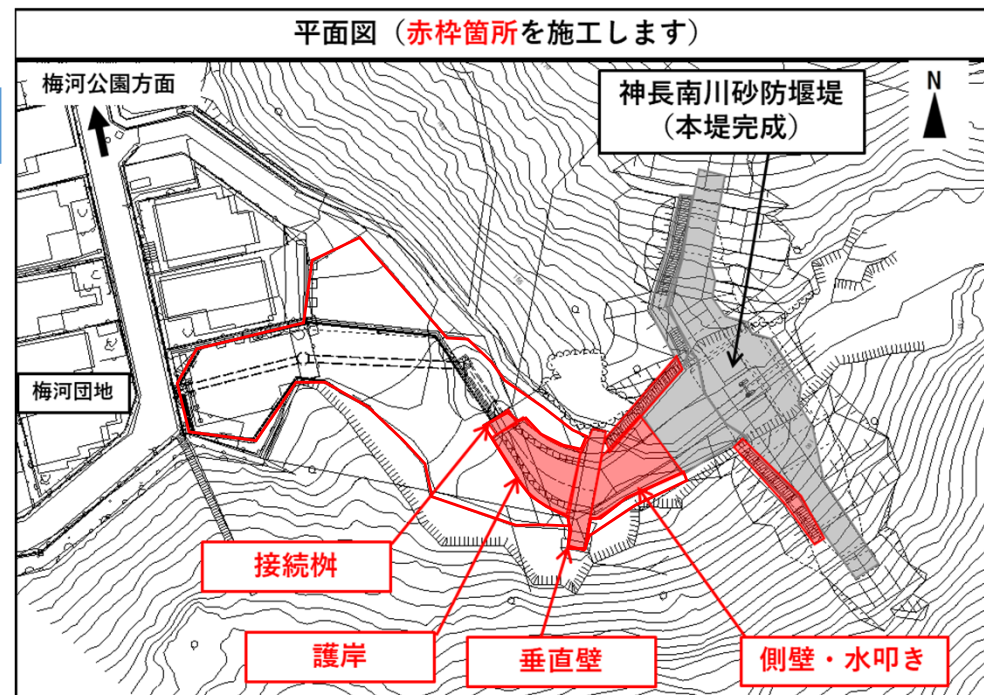 平面図（赤枠箇所を施工します）
梅河公園方面
神長南川砂防堰堤
（本堤完成）
N
梅河団地
接続桝
護岸
垂直壁
側壁・水叩き